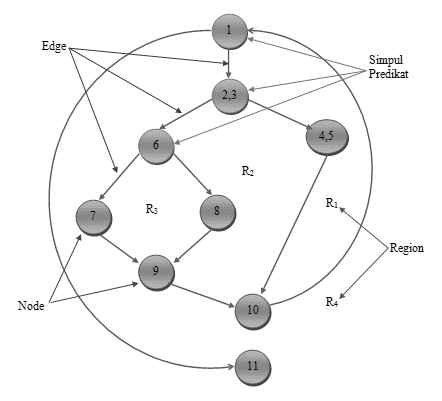 1
Edge
Simpul
Predikat
2,3
4,5
6
R2
R3
R1
7
8
Region
9
R4
Node
10
11